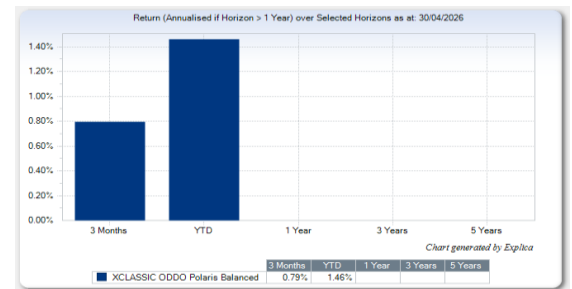 Return (Annualised if Horizon > 1 Year) over Selected Horizons as at: 30/04/2026
1.40%
1.20%
1.00%
0.80%
0.60%
0.40%
0.20%
0.00%
3 Months YTD 1 Year 3 Years 5 Years
Chart generated by Explica
3 Months YTD 1 Year 3 Years 5 Years
XCLASSIC ODDO Polaris Balanced 0.79% 1.46%